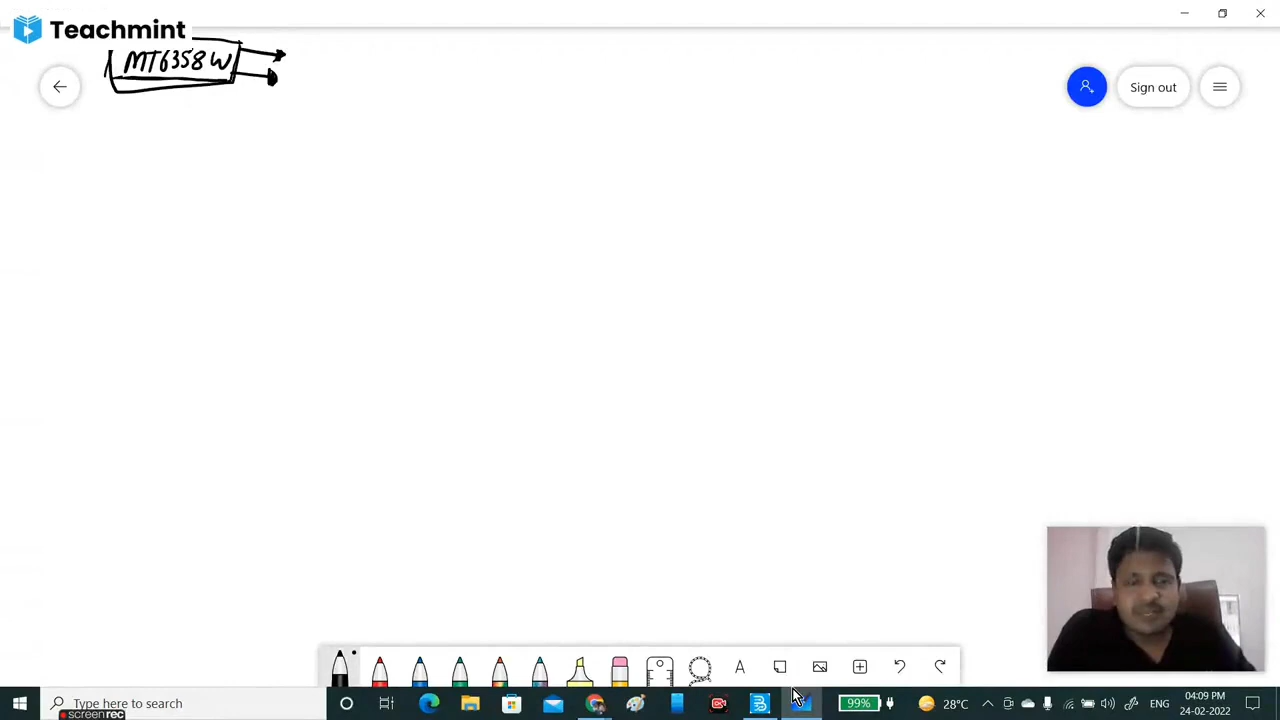 Teachmint
MT6358W
Sign out
A
99%
28°C
ENG
04:09 PM
24-02-2022
Type here to search
screenrec